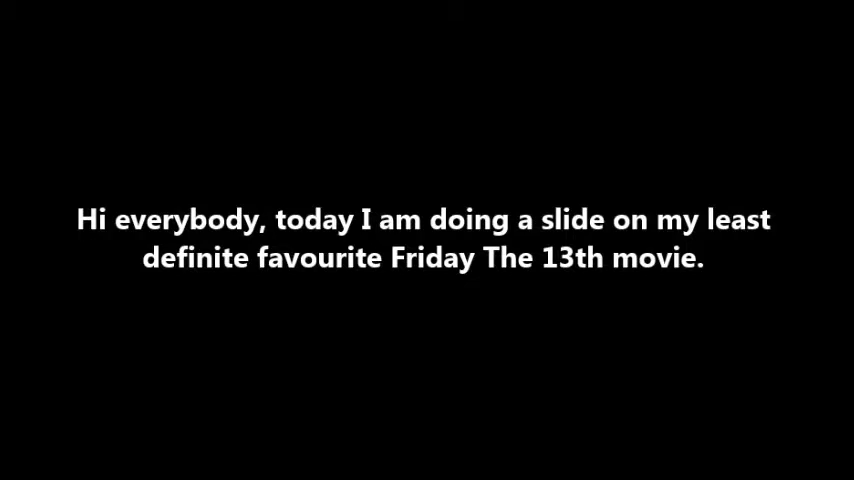 Hi everybody, today I am doing a slide on my least
definite favourite Friday The 13th movie.